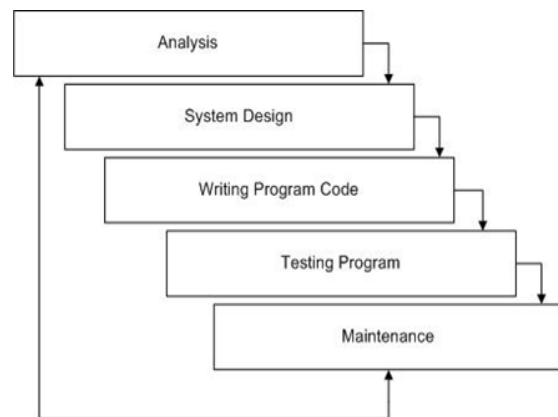 Analysis
System Design
Writing Program Code
Testing Program
Maintenance